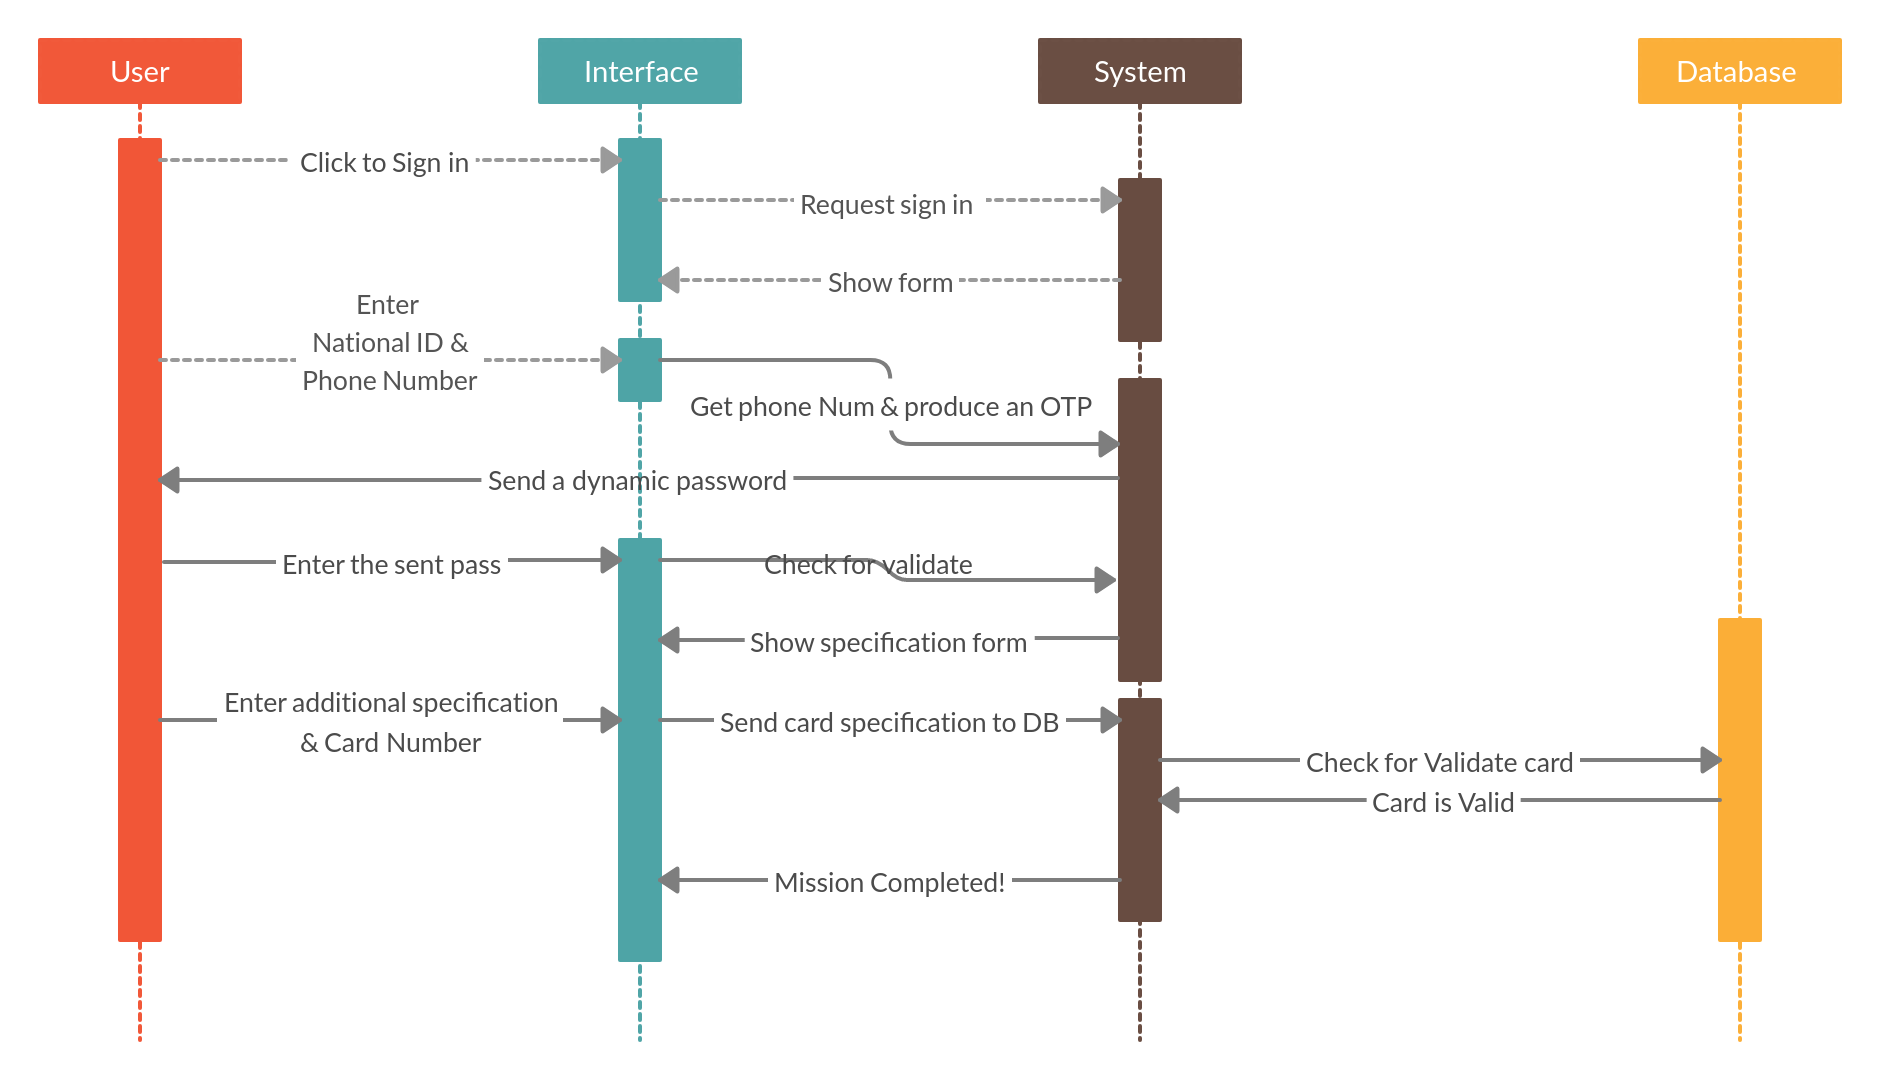 User
Interface
System
Database
Click to Sign in
Request sign in
Show form
Enter
National ID &
Phone Number
Get phone Num & produce an OTP
Send a dynamic password
Enter the sent pass
Check for validate
Show specification form
Enter additional specification
& Card Number
Send card specification to DB
Check for Validate card
Card is Valid
Mission Completed!